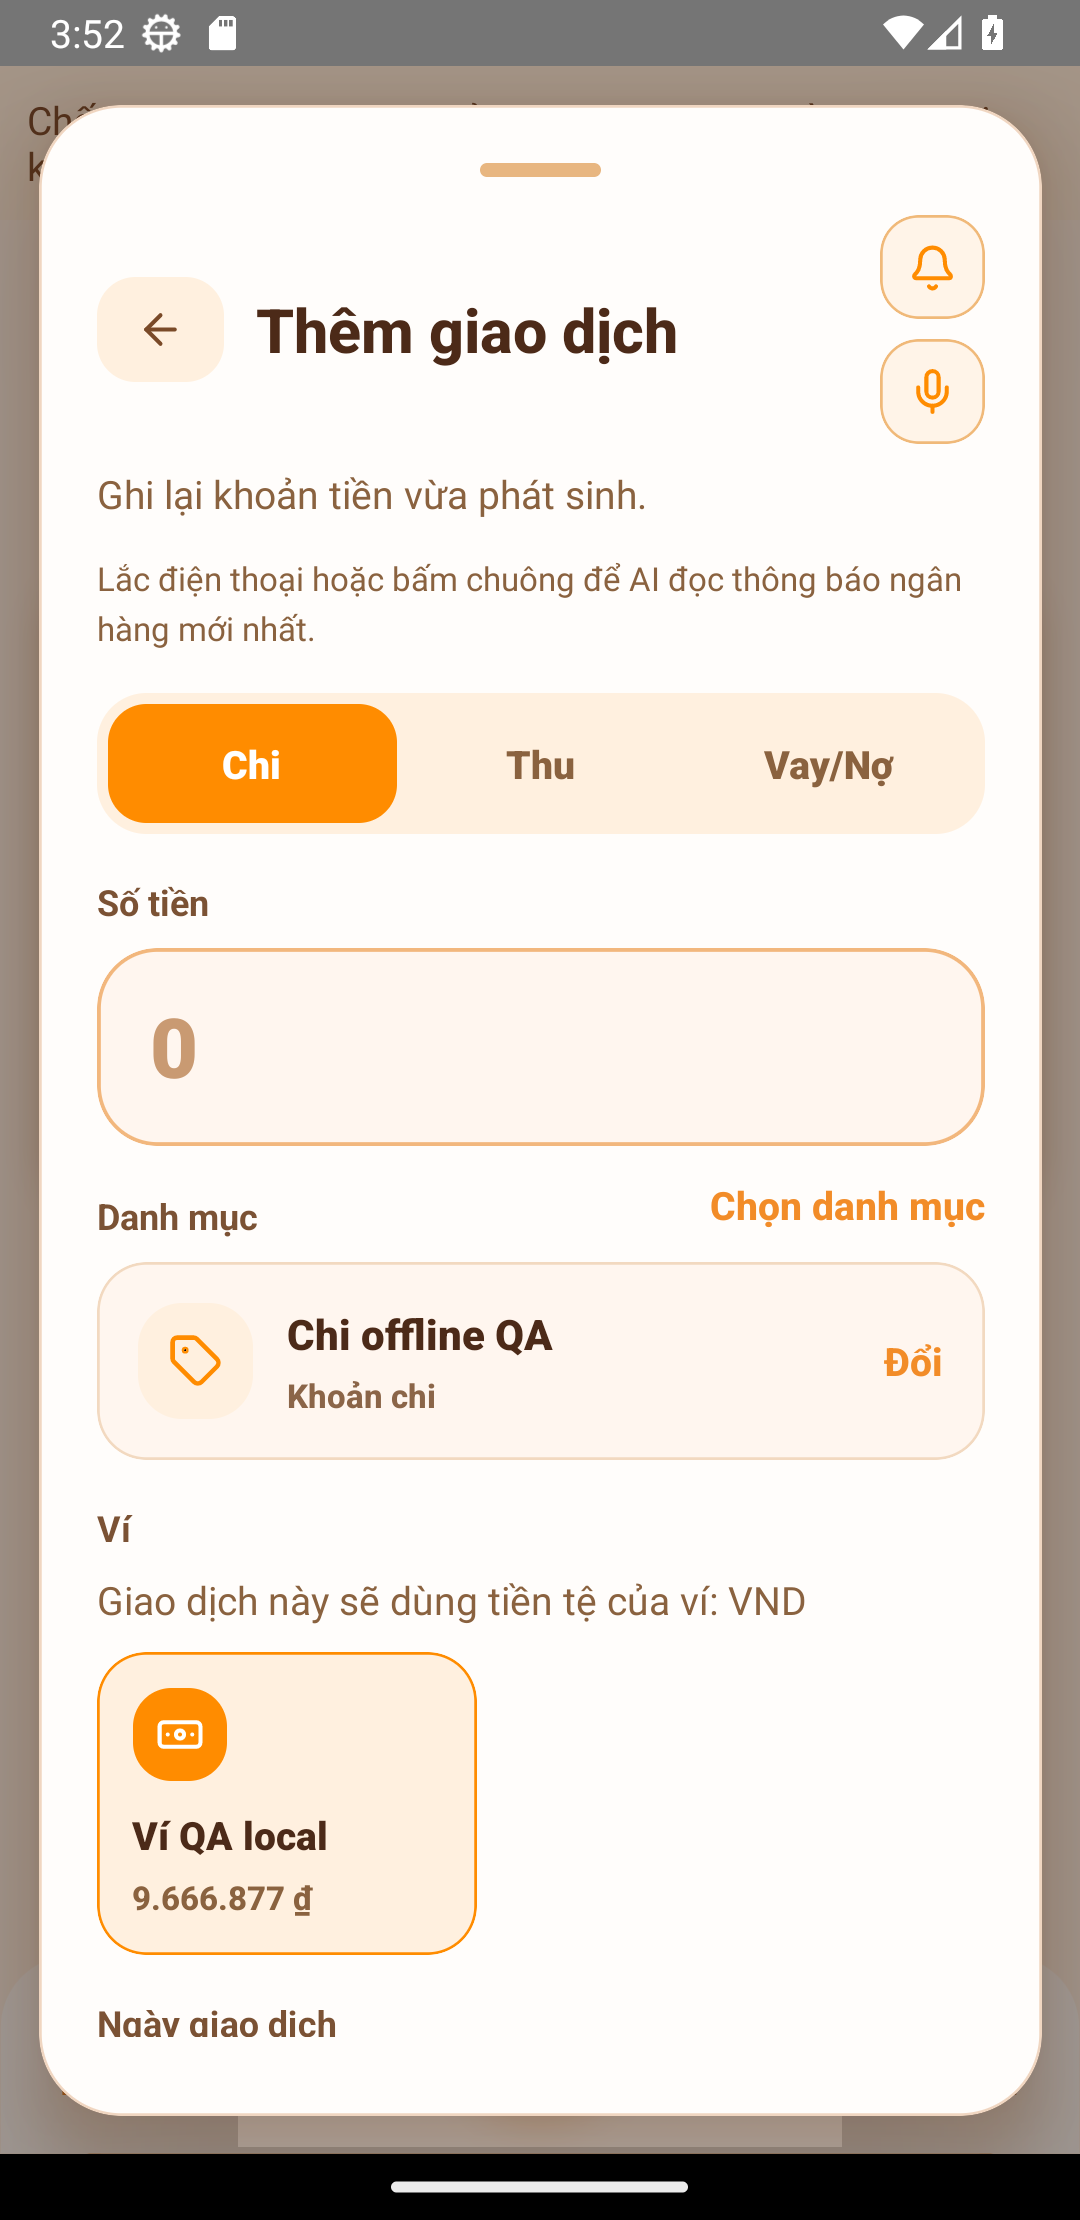 3:52
Thêm giao dịch
Ghi lại khoản tiền vừa phát sinh.
Lắc điện thoại hoặc bấm chuông để AI đọc thông báo ngân
hàng mới nhất.
Chi
Thu
Vay/Nợ
Số tiền
0
Danh mục
Chọn danh mục
Chi offline QA
Khoản chi
Đổi
Ví
Giao dịch này sẽ dùng tiền tệ của ví: VND
Ví QA local
9.666.877 ₫
Ngày giao dịch